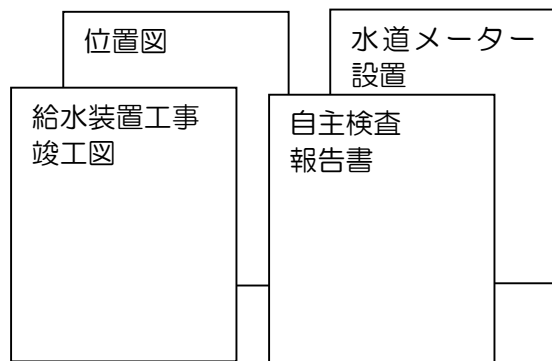 位置図
水道メーター
設置
給水装置工事
竣工図
自主検査
報告書